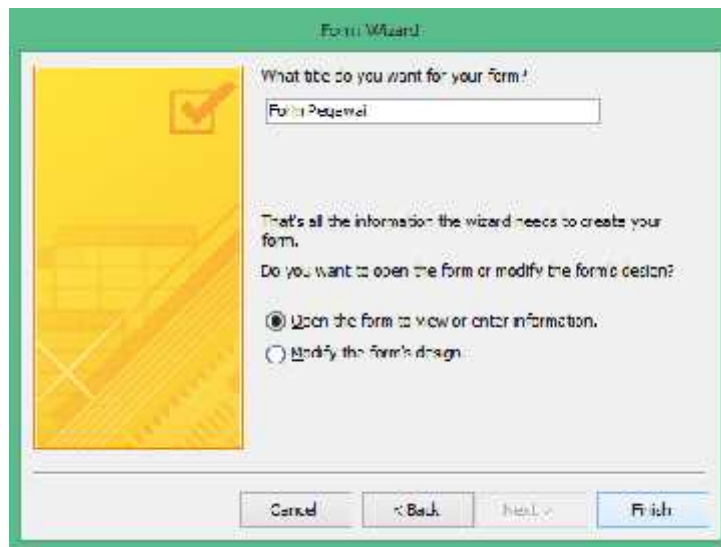 Form Wizard
What title do you want for your form?
Form Pegawai
That's all the information the wizard needs to create your
form.
Do you want to open the form or modify the form's design?
Open the form to view or enter information.
Modify the form's design.
Cancel
< Back
Next >
Finish